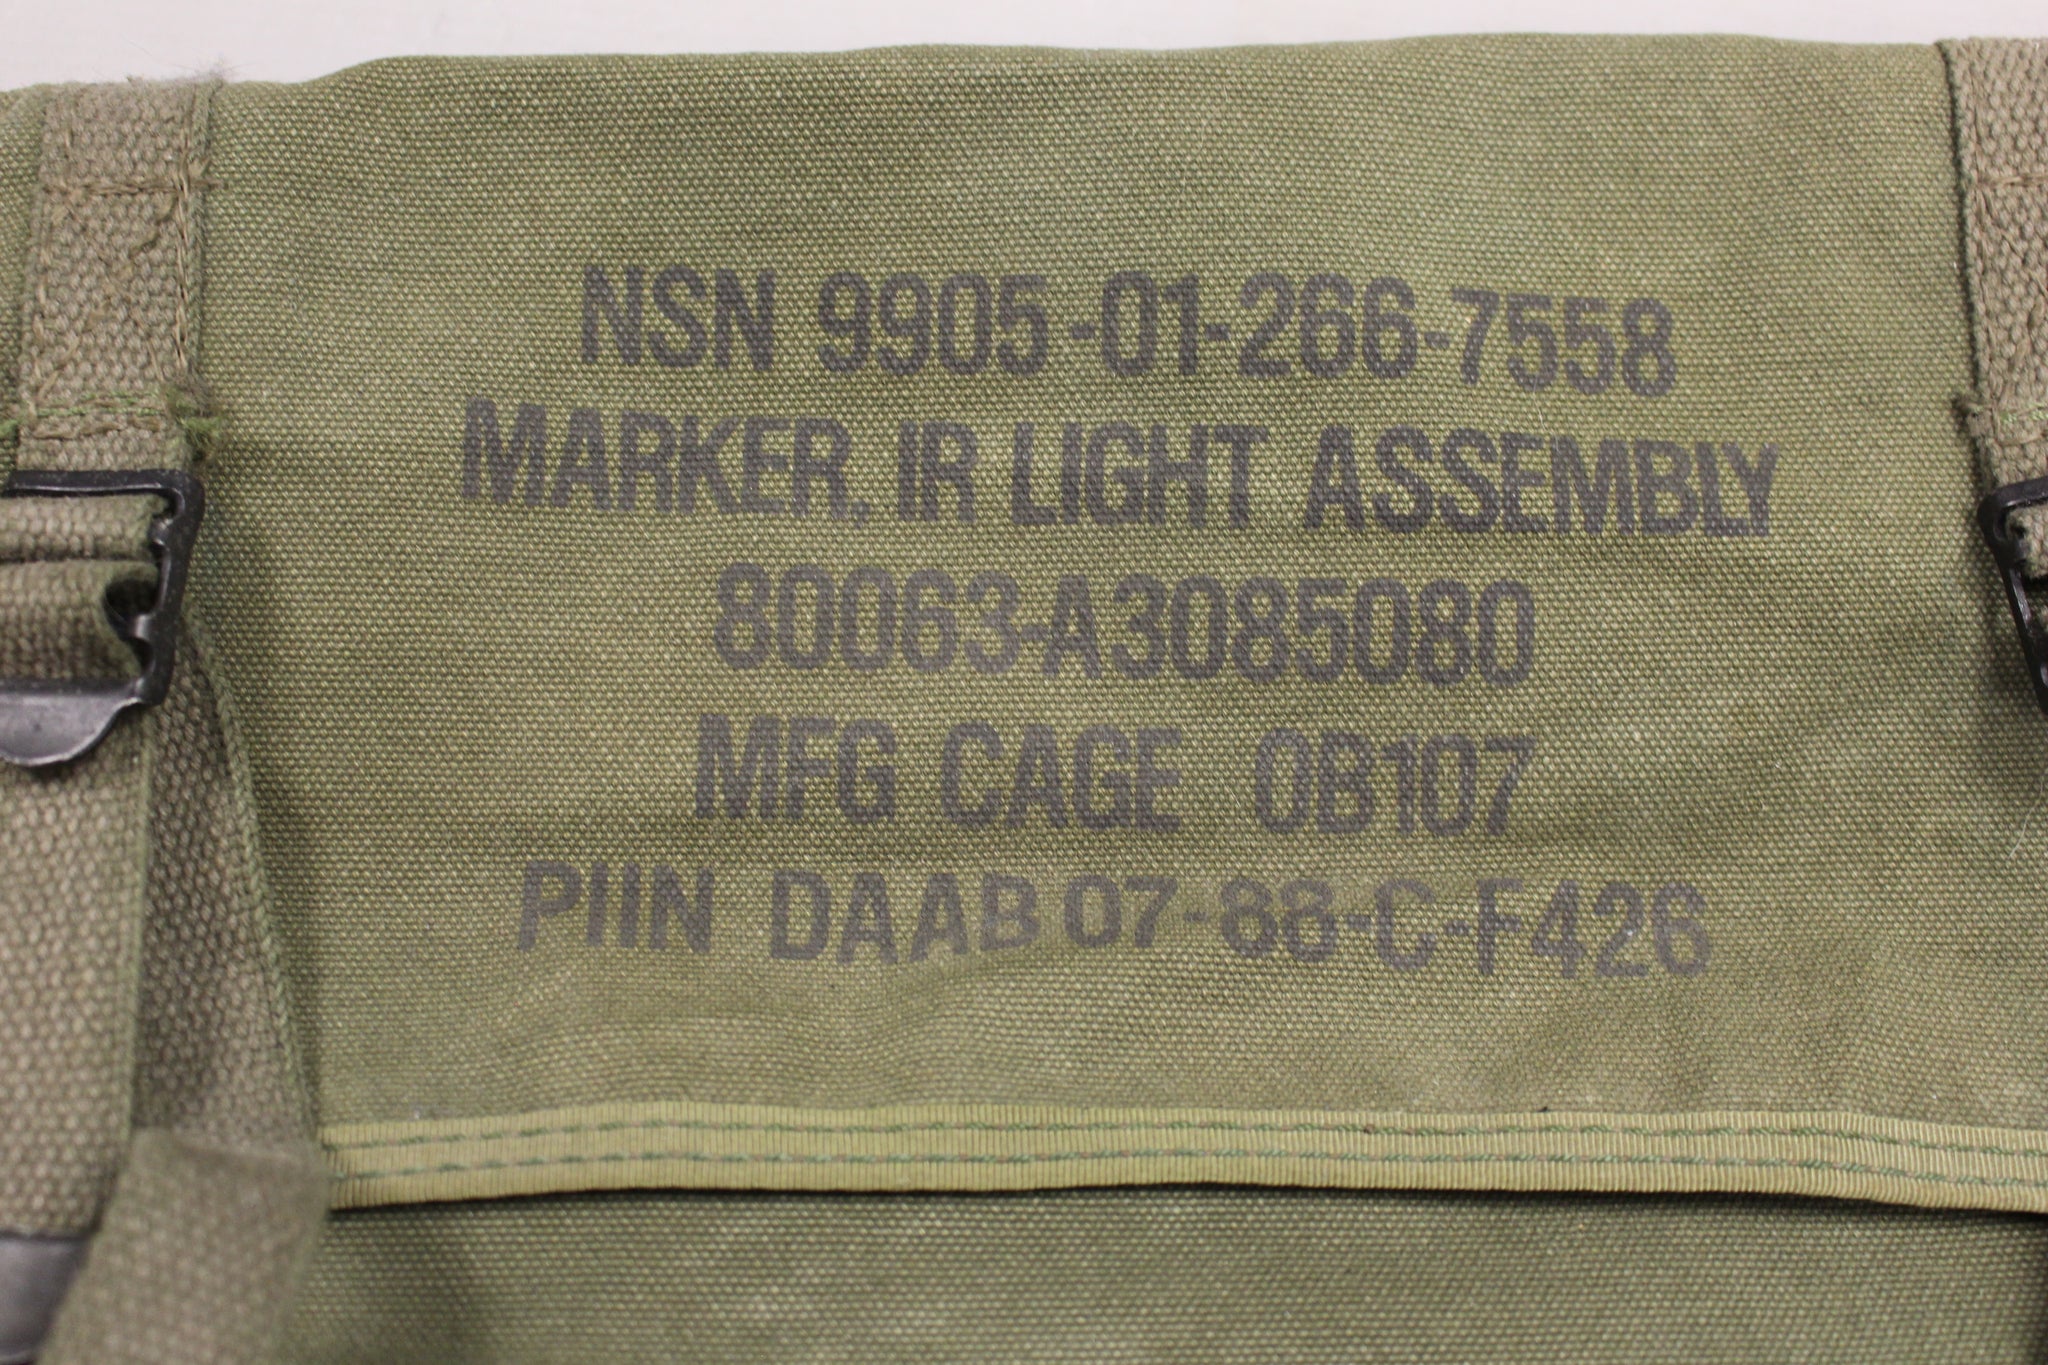 NSN 9905-01-266-7558
MARKER, IR LIGHT ASSEMBLY
80063-A3085080
MFG CAGE 0B107
PIIN DAAB07-88-C-F426